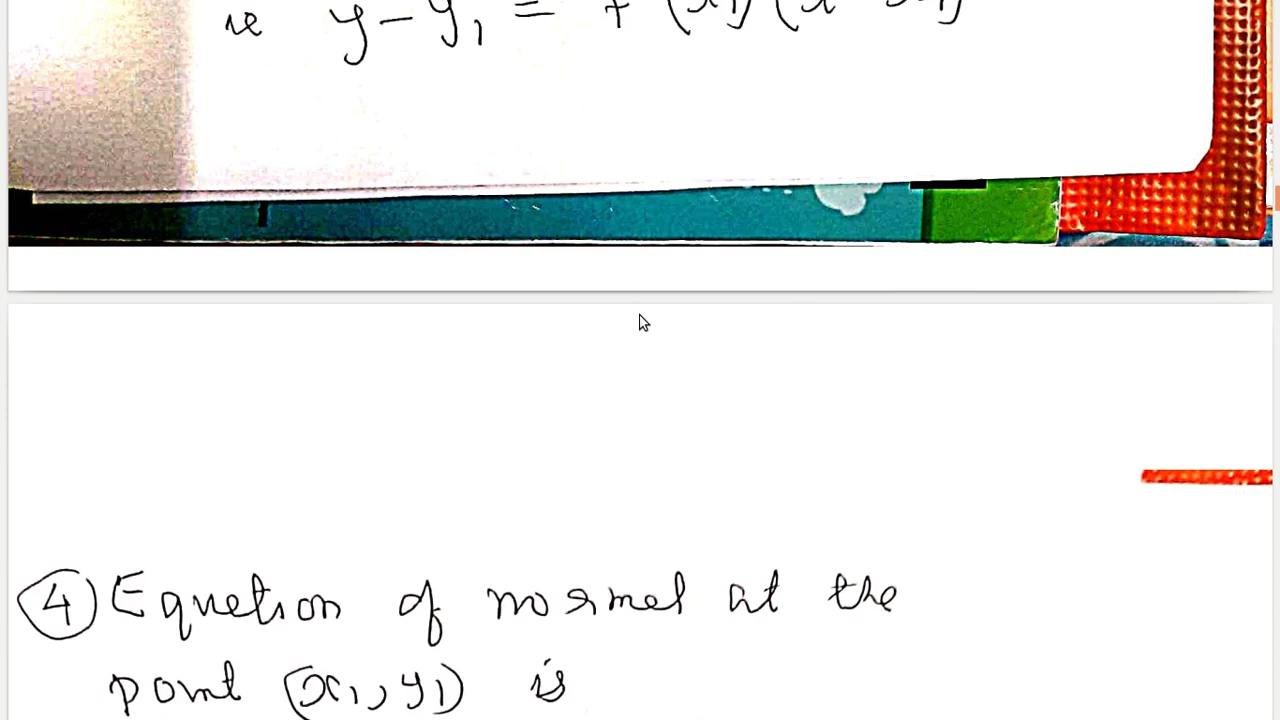 ie y - y₁ = f (x₁) (x - x₁)
④ Equation of normal at the
point (x₁, y₁) is